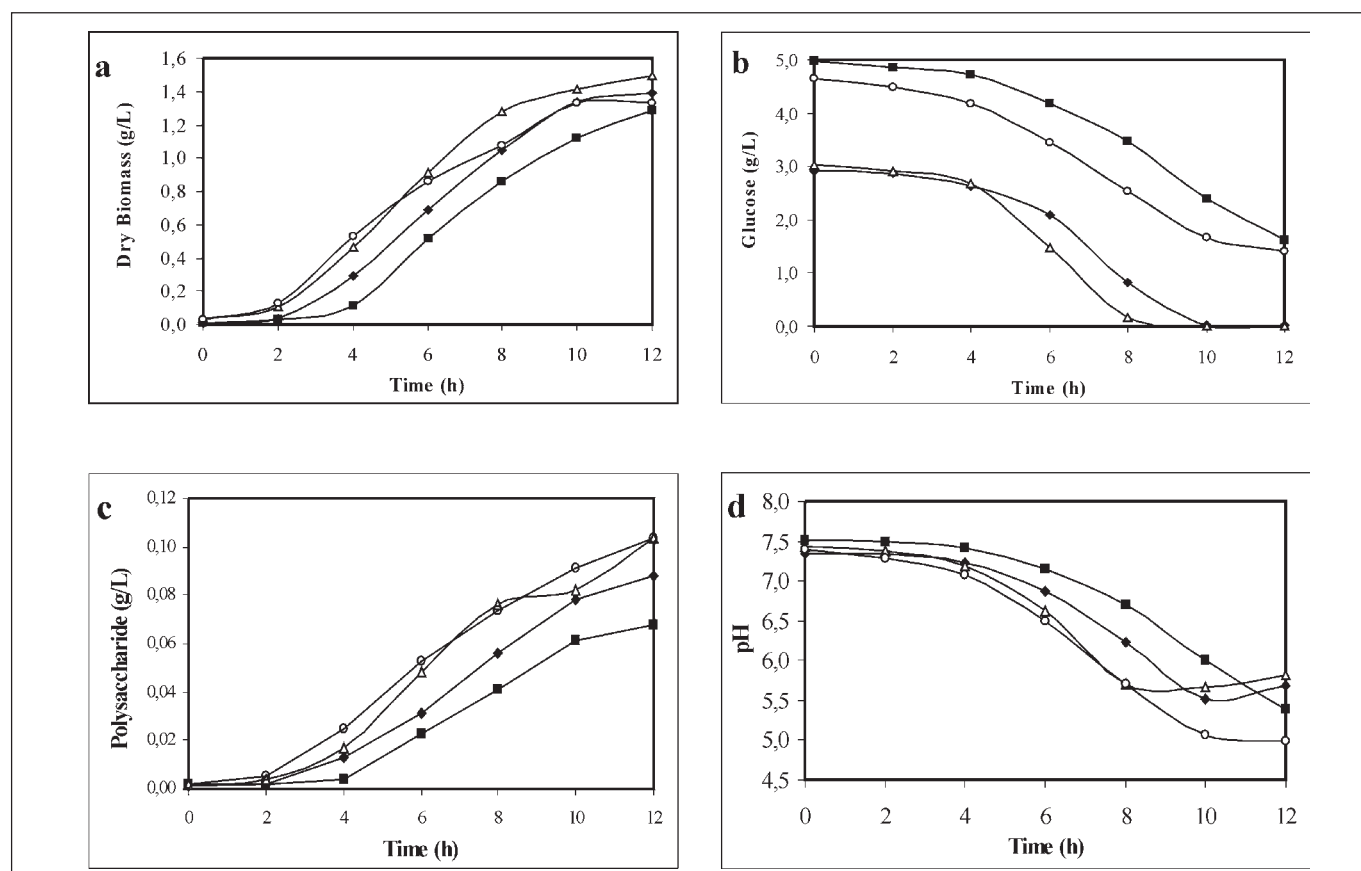 a
Dry Biomass (g/L)
1,6
1,4
1,2
1,0
0,8
0,6
0,4
0,2
0,0
0 2 4 6 8 10 12
Time (h)
b
Glucose (g/L)
5,0
4,0
3,0
2,0
1,0
0,0
0 2 4 6 8 10 12
Time (h)
c
Polysaccharide (g/L)
0,12
0,10
0,08
0,06
0,04
0,02
0,00
0 2 4 6 8 10 12
Time (h)
d
pH
8,0
7,5
7,0
6,5
6,0
5,5
5,0
4,5
0 2 4 6 8 10 12
Time (h)